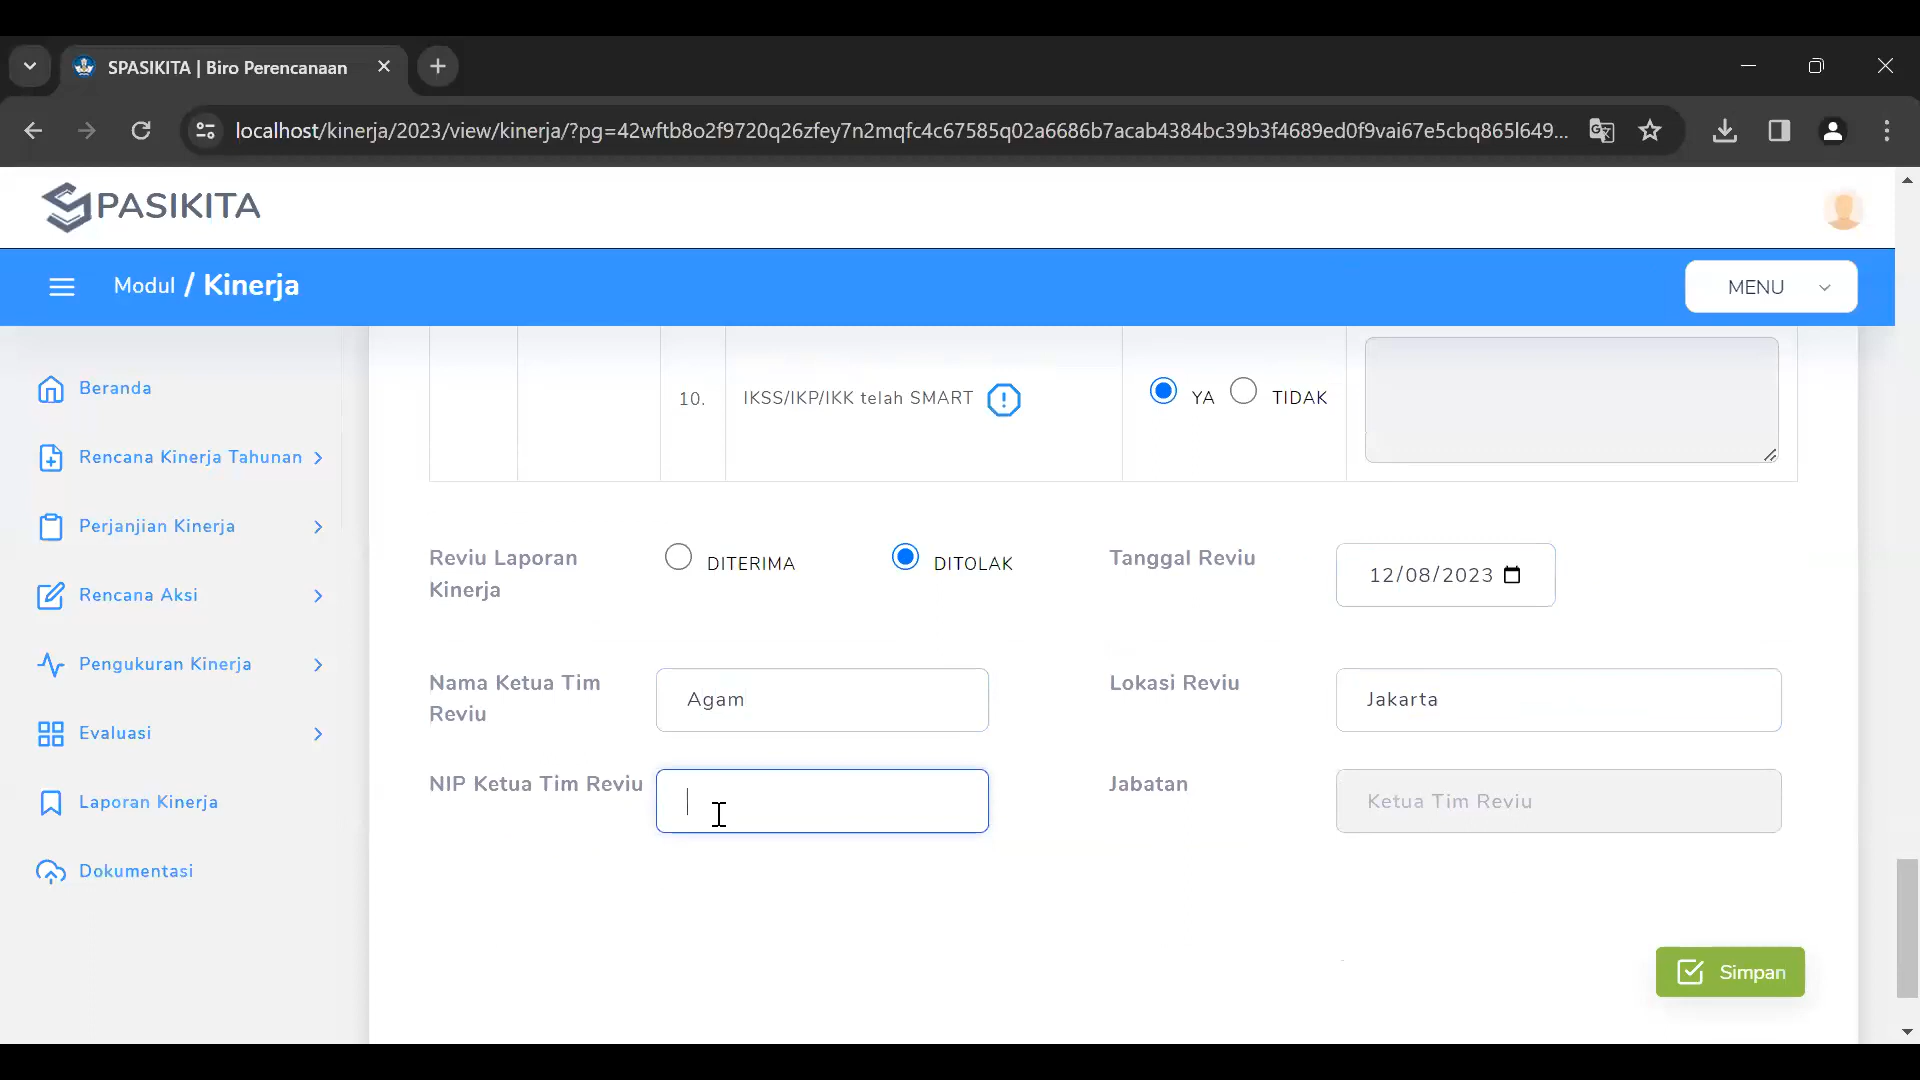 SPASIKITA | Biro Perencanaan
localhost/kinerja/2023/view/kinerja/?pg=42wftb8o2f9720q26zfey7n2mqfc4c67585q02a6686b7acab4384bc39b3f4689ed0f9vai67e5cbq865l649...
SPASIKITA
Modul / Kinerja
MENU
Beranda
Rencana Kinerja Tahunan
Perjanjian Kinerja
Rencana Aksi
Pengukuran Kinerja
Evaluasi
Laporan Kinerja
Dokumentasi
10. IKSS/IKP/IKK telah SMART YA TIDAK
Reviu Laporan
Kinerja
DITERIMA DITOLAK
Tanggal Reviu 12/08/2023
Nama Ketua Tim
Reviu
Agam
Lokasi Reviu Jakarta
NIP Ketua Tim Reviu
Jabatan Ketua Tim Reviu
Simpan